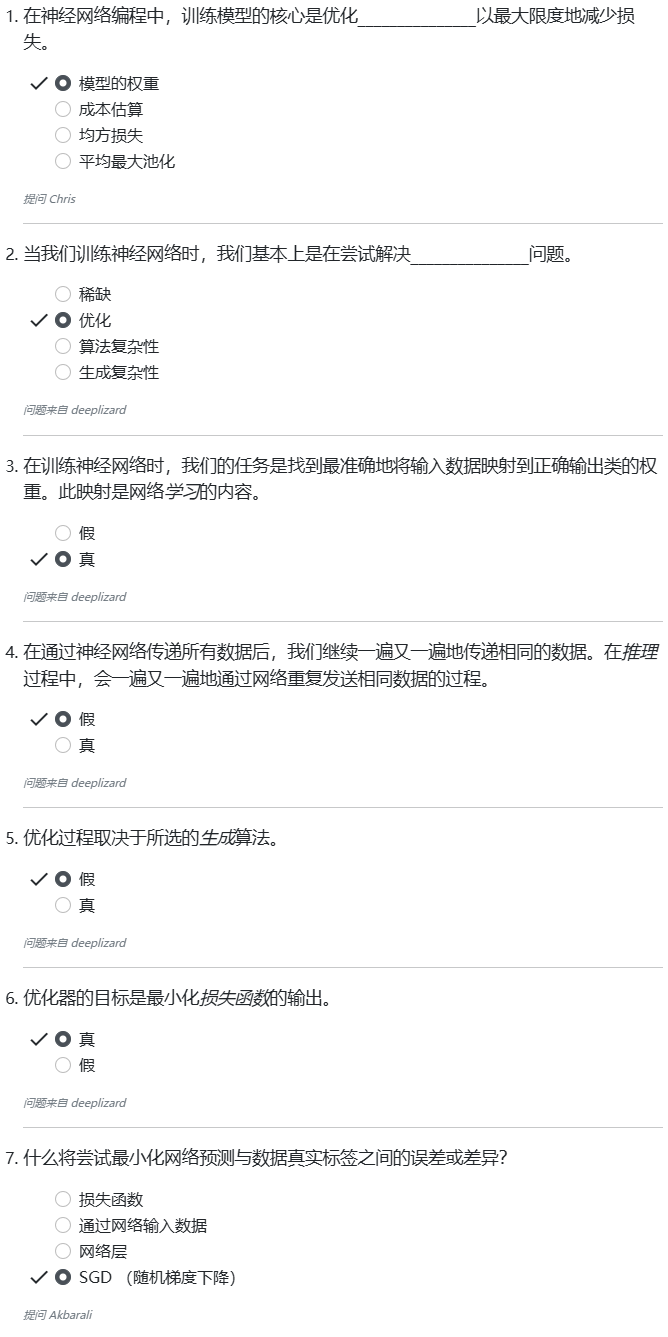 1. 在神经网络编程中，训练模型的核心是优化_______________以最大限度地减少损
失。
模型的权重
成本估算
均方损失
平均最大池化
提问 Chris
2. 当我们训练神经网络时，我们基本上是在尝试解决_______________问题。
稀缺
优化
算法复杂性
生成复杂性
问题来自 deeplizard
3. 在训练神经网络时，我们的任务是找到最准确地将输入数据映射到正确输出类的权
重。此映射是网络学习的内容。
假
真
问题来自 deeplizard
4. 在通过神经网络传递所有数据后，我们继续一遍又一遍地传递相同的数据。在推理
过程中，会一遍又一遍地通过网络重复发送相同数据的过程。
假
真
问题来自 deeplizard
5. 优化过程取决于所选的生成算法。
假
真
问题来自 deeplizard
6. 优化器的目标是最小化损失函数的输出。
真
假
问题来自 deeplizard
7. 什么将尝试最小化网络预测与数据真实标签之间的误差或差异？
损失函数
通过网络输入数据
网络层
SGD （随机梯度下降）
提问 Akbarali